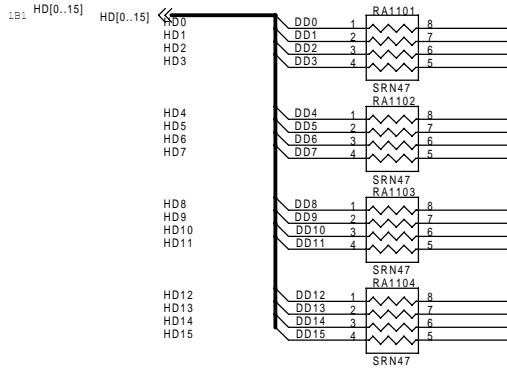 1B1 HD[0..15] HD[0..15]
RA1101
HD0 DD0 1 8
HD1 DD1 2 7
HD2 DD2 3 6
HD3 DD3 4 5
SRN47
RA1102
HD4 DD4 1 8
HD5 DD5 2 7
HD6 DD6 3 6
HD7 DD7 4 5
SRN47
RA1103
HD8 DD8 1 8
HD9 DD9 2 7
HD10 DD10 3 6
HD11 DD11 4 5
SRN47
RA1104
HD12 DD12 1 8
HD13 DD13 2 7
HD14 DD14 3 6
HD15 DD15 4 5
SRN47